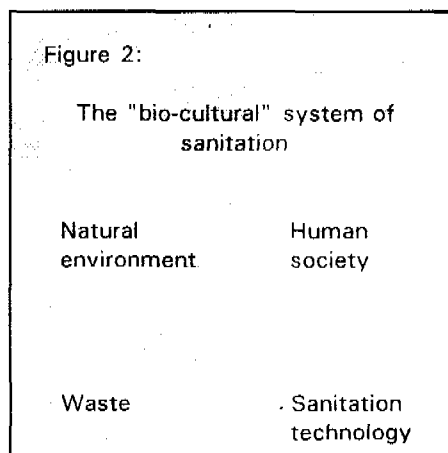 Figure 2:
The "bio-cultural" system of
sanitation
Natural Human
environment society
Waste Sanitation
technology